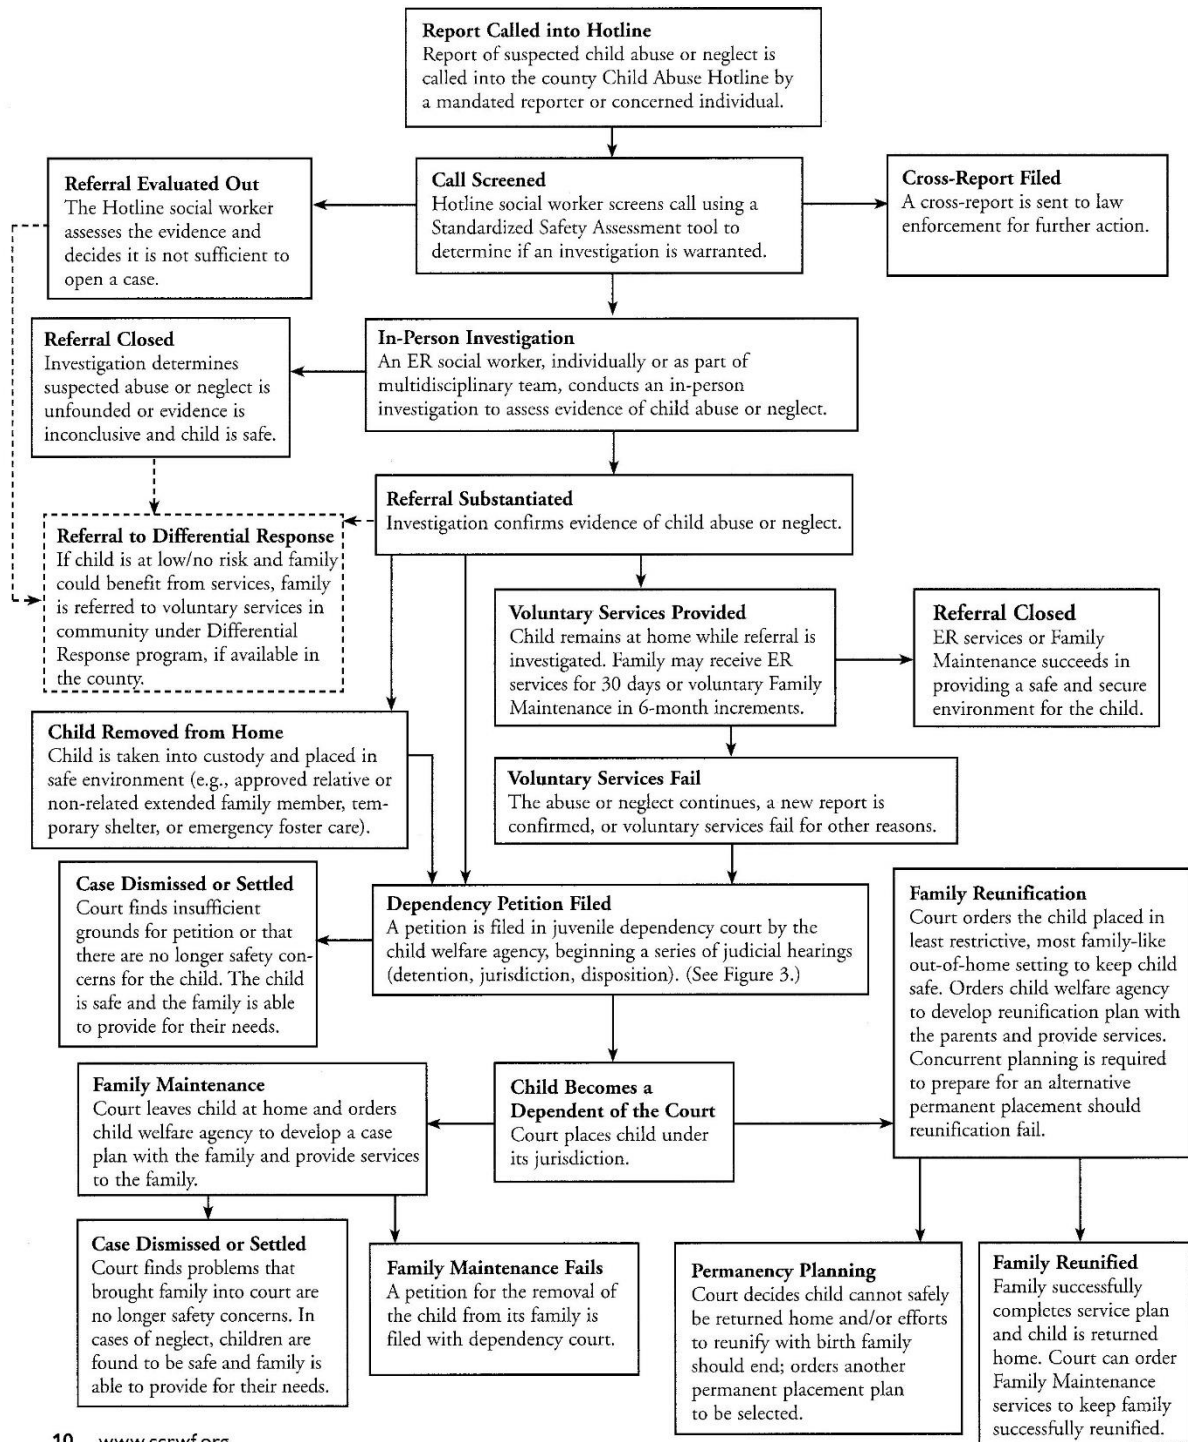 Report Called into Hotline
Report of suspected child abuse or neglect is
called into the county Child Abuse Hotline by
a mandated reporter or concerned individual.
Referral Evaluated Out
The Hotline social worker
assesses the evidence and
decides it is not sufficient to
open a case.
Call Screened
Hotline social worker screens call using a
Standardized Safety Assessment tool to
determine if an investigation is warranted.
Cross-Report Filed
A cross-report is sent to law
enforcement for further action.
Referral Closed
Investigation determines
suspected abuse or neglect is
unfounded or evidence is
inconclusive and child is safe.
In-Person Investigation
An ER social worker, individually or as part of
multidisciplinary team, conducts an in-person
investigation to assess evidence of child abuse or neglect.
Referral Substantiated
Investigation confirms evidence of child abuse or neglect.
Referral to Differential Response
If child is at low/no risk and family
could benefit from services, family
is referred to voluntary services in
community under Differential
Response program, if available in
the county.
Voluntary Services Provided
Child remains at home while referral is
investigated. Family may receive ER
services for 30 days or voluntary Family
Maintenance in 6-month increments.
Referral Closed
ER services or Family
Maintenance succeeds in
providing a safe and secure
environment for the child.
Child Removed from Home
Child is taken into custody and placed in
safe environment (e.g., approved relative or
non-related extended family member, tem-
porary shelter, or emergency foster care).
Voluntary Services Fail
The abuse or neglect continues, a new report is
confirmed, or voluntary services fail for other reasons.
Case Dismissed or Settled
Court finds insufficient
grounds for petition or that
there are no longer safety con-
cerns for the child. The child
is safe and the family is able
to provide for their needs.
Dependency Petition Filed
A petition is filed in juvenile dependency court by the
child welfare agency, beginning a series of judicial hearings
(detention, jurisdiction, disposition). (See Figure 3.)
Family Reunification
Court orders the child placed in
least restrictive, most family-like
out-of-home setting to keep child
safe. Orders child welfare agency
to develop reunification plan with
the parents and provide services.
Concurrent planning is required
to prepare for an alternative
permanent placement should
reunification fail.
Family Maintenance
Court leaves child at home and orders
child welfare agency to develop a case
plan with the family and provide services
to the family.
Child Becomes a
Dependent of the Court
Court places child under
its jurisdiction.
Case Dismissed or Settled
Court finds problems that
brought family into court are
no longer safety concerns. In
cases of neglect, children are
found to be safe and family is
able to provide for their needs.
Family Maintenance Fails
A petition for the removal of
the child from its family is
filed with dependency court.
Permanency Planning
Court decides child cannot safely
be returned home and/or efforts
to reunify with birth family
should end; orders another
permanent placement plan
to be selected.
Family Reunified
Family successfully
completes service plan
and child is returned
home. Court can order
Family Maintenance
services to keep family
successfully reunified.